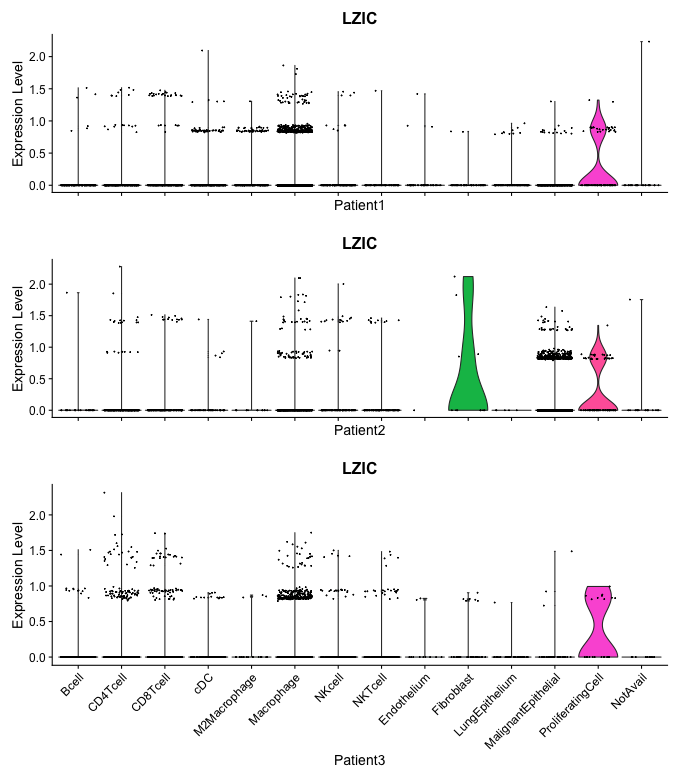 LZIC
Expression Level
2.0
1.5
1.0
0.5
0.0
Patient1
LZIC
Expression Level
2.0
1.5
1.0
0.5
0.0
Patient2
LZIC
Expression Level
2.0
1.5
1.0
0.5
0.0
Bcell
CD4Tcell
CD8Tcell
cDC
M2Macrophage
Macrophage
NKcell
NKTcell
Endothelium
Fibroblast
LungEpithelium
MalignantEpithelial
ProliferatingCell
NotAvail
Patient3